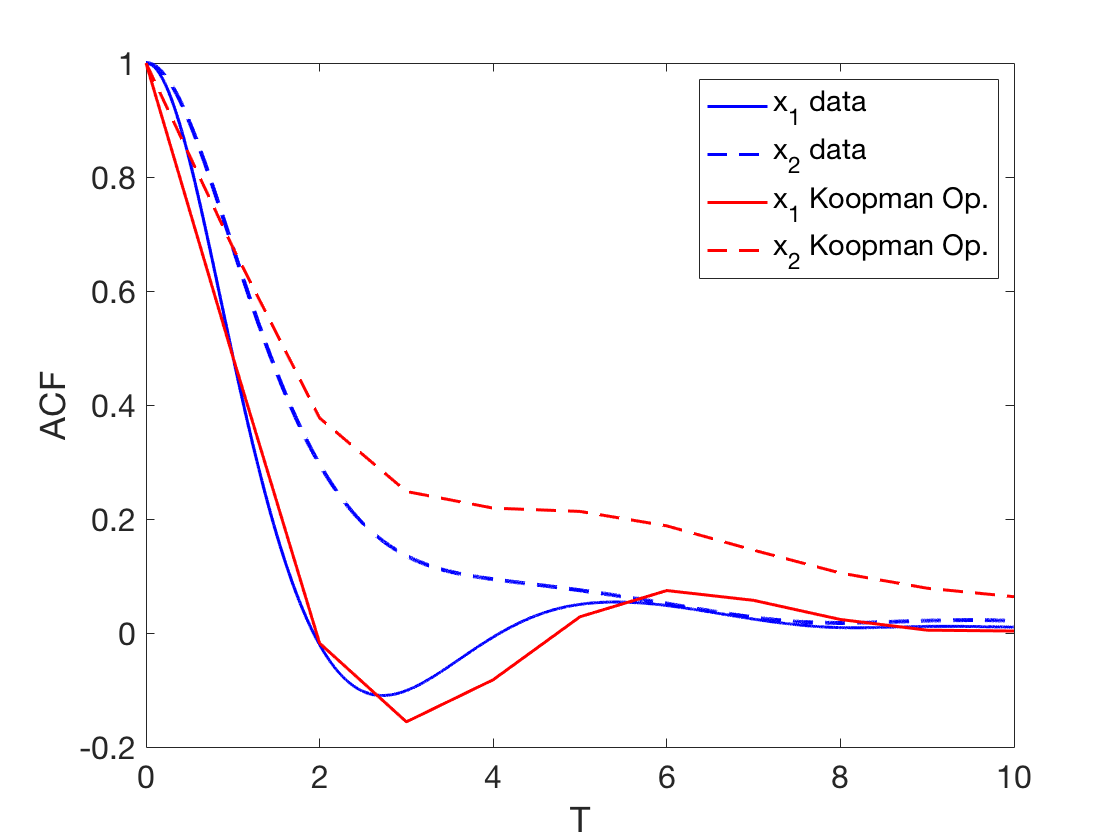 x₁ data
x₂ data
x₁ Koopman Op.
x₂ Koopman Op.
ACF
1
0.8
0.6
0.4
0.2
0
-0.2
0 2 4 6 8 10
T